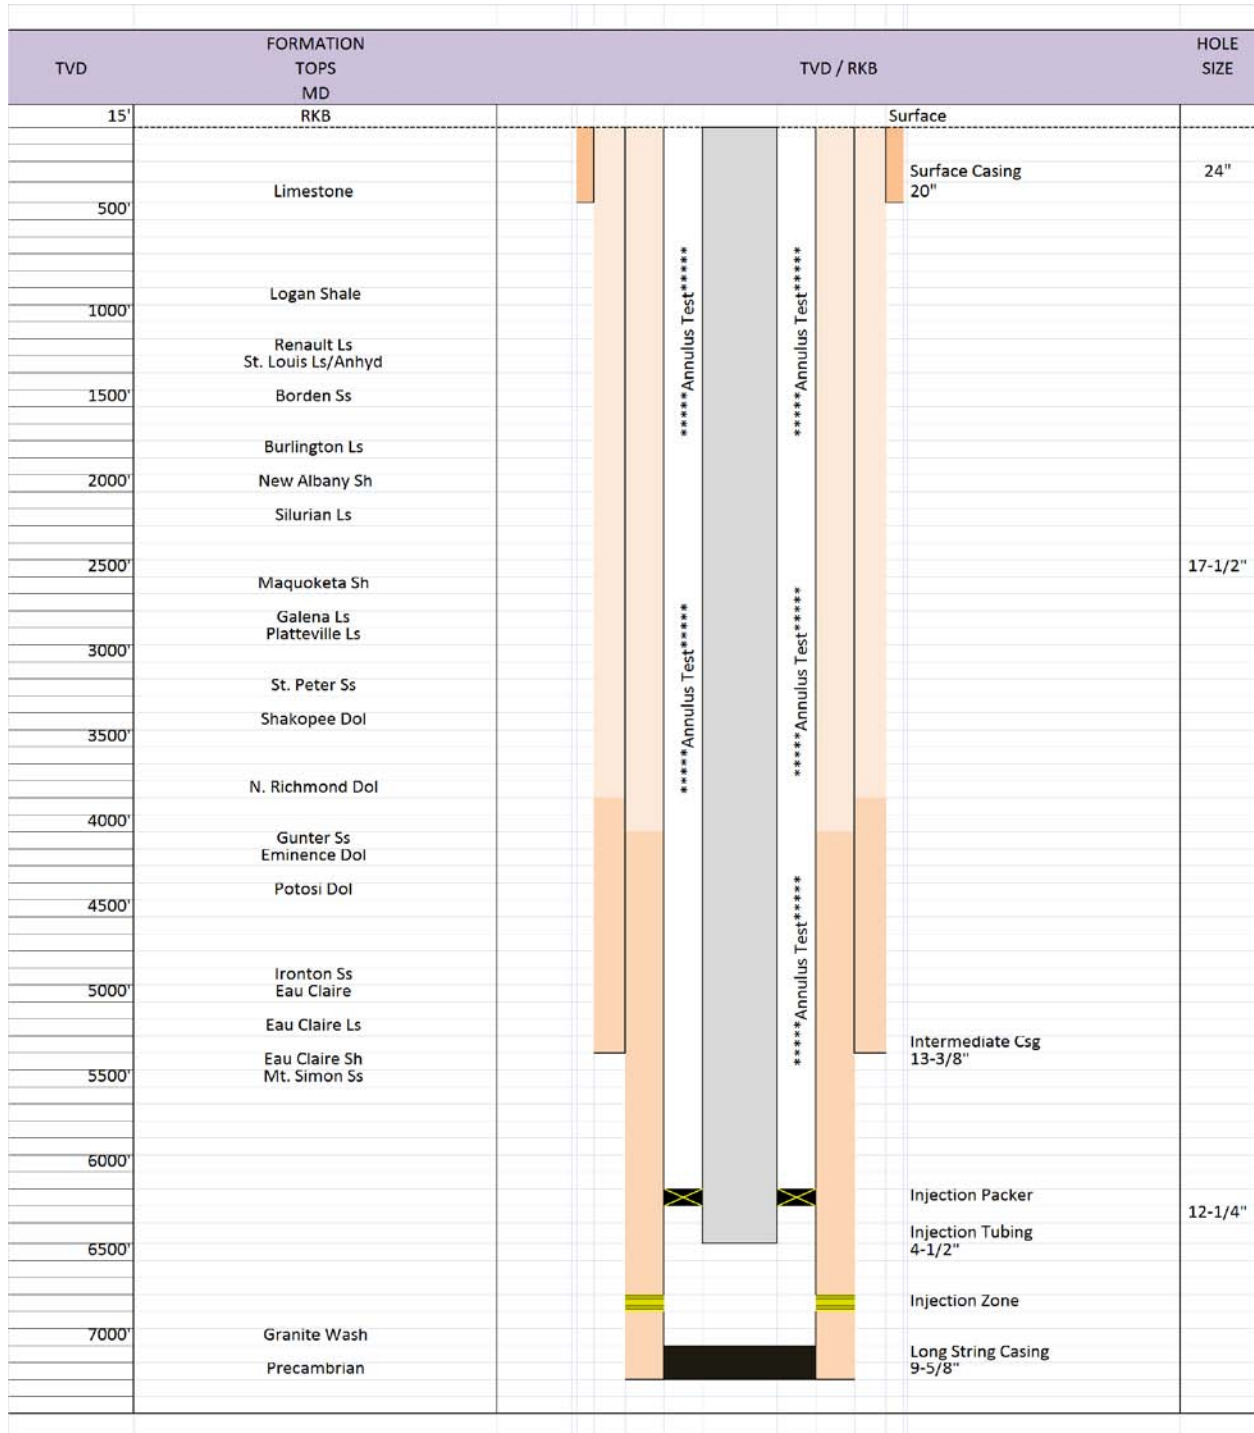 FORMATION
HOLE
TVD
TOPS
TVD / RKB
SIZE
MD
15'
RKB
Surface
Surface Casing
20"
24"
Limestone
500'
Logan Shale
1000'
Renault Ls
St. Louis Ls/Anhyd
1500'
Borden Ss
*****Annulus Test*****
*****Annulus Test*****
Burlington Ls
2000'
New Albany Sh
Silurian Ls
2500'
17-1/2"
Maquoketa Sh
Galena Ls
Platteville Ls
3000'
St. Peter Ss
*****Annulus Test*****
*****Annulus Test*****
Shakopee Dol
3500'
N. Richmond Dol
4000'
Gunter Ss
Eminence Dol
Potosi Dol
4500'
*****Annulus Test*****
Ironton Ss
5000'
Eau Claire
Eau Claire Ls
Intermediate Csg
13-3/8"
Eau Claire Sh
5500'
Mt. Simon Ss
6000'
Injection Packer
12-1/4"
Injection Tubing
4-1/2"
6500'
Injection Zone
7000'
Granite Wash
Long String Casing
9-5/8"
Precambrian